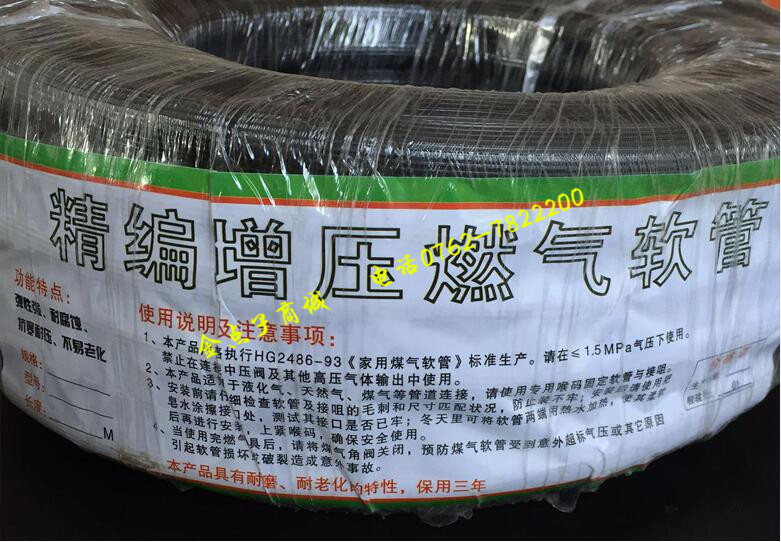 精编增压燃气软管
电话0762-7822200
金点子商城
功能特点:
弹性强、耐腐蚀、
抗寒耐压、不易老化
规格:
型号:
长度: M
使用说明及注意事项:
1、本产品严格执行HG2486-93《家用煤气软管》标准生产。请在≤1.5MPa气压下使用。
禁止在连接中压阀及其他高压气体输出中使用。
2、本产品适用于液化气、天然气、煤气等管道连接,请使用专用喉码固定软管与接咀。
3、安装前请仔细检查软管及接咀的毛刺和尺寸匹配状况,防止装不牢;安装后请使用肥
皂水涂擦接口处,测试其接口是否已牢;冬天里可将软管两端用热水加热,使其柔软
后再进行安装,上紧喉码,确保安全使用。
4、当使用完燃气具后,请将煤气角阀关闭,预防煤气软管受到意外超标气压或其它原因
引起软管损坏或破裂造成意外事故。
本产品具有耐磨、耐老化的特性,保用三年
01